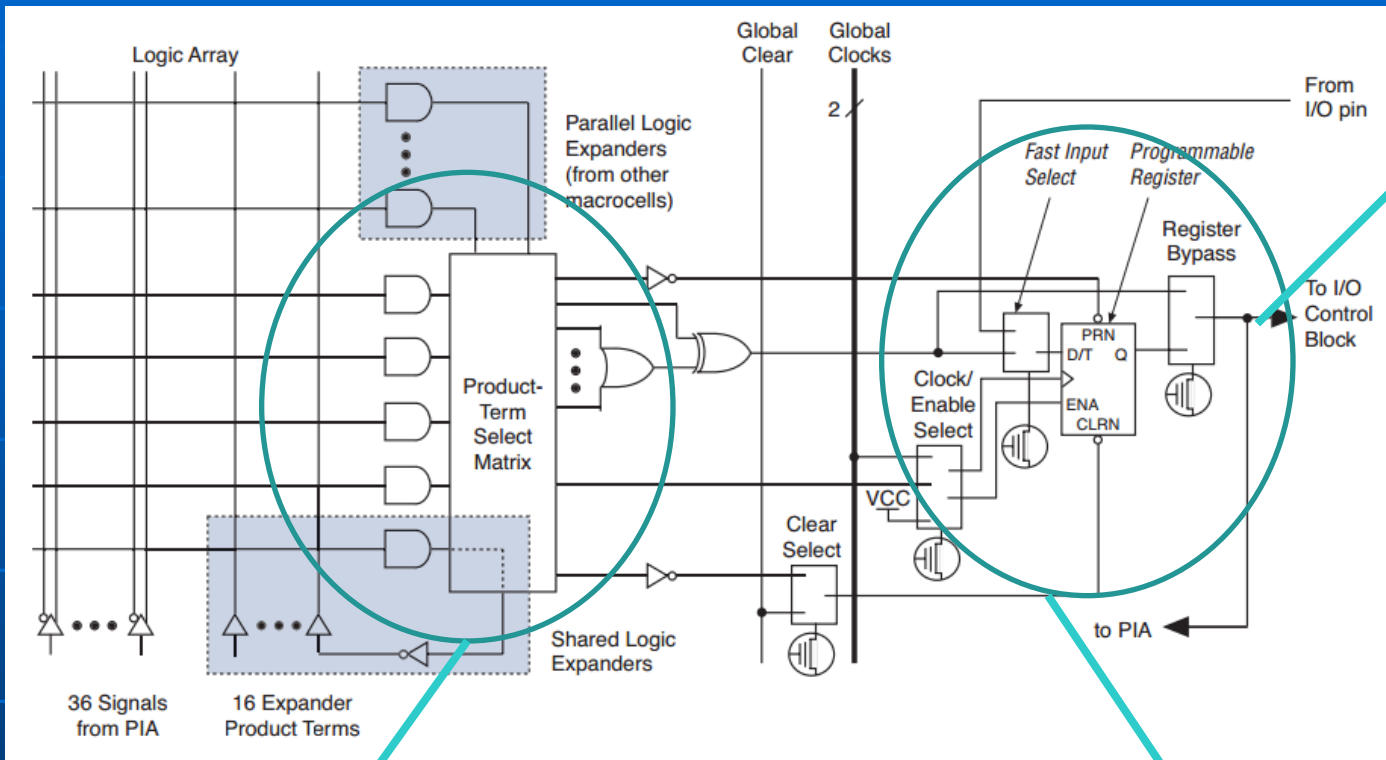 Logic Array
Global
Clear
Global
Clocks
2
From
I/O pin
Parallel Logic
Expanders
(from other
macrocells)
Fast Input
Select
Programmable
Register
Register
Bypass
To I/O
Control
Block
PRN
D/T Q
ENA
CLRN
Clock/
Enable
Select
Product-
Term
Select
Matrix
VCC
Clear
Select
to PIA
Shared Logic
Expanders
36 Signals
from PIA
16 Expander
Product Terms